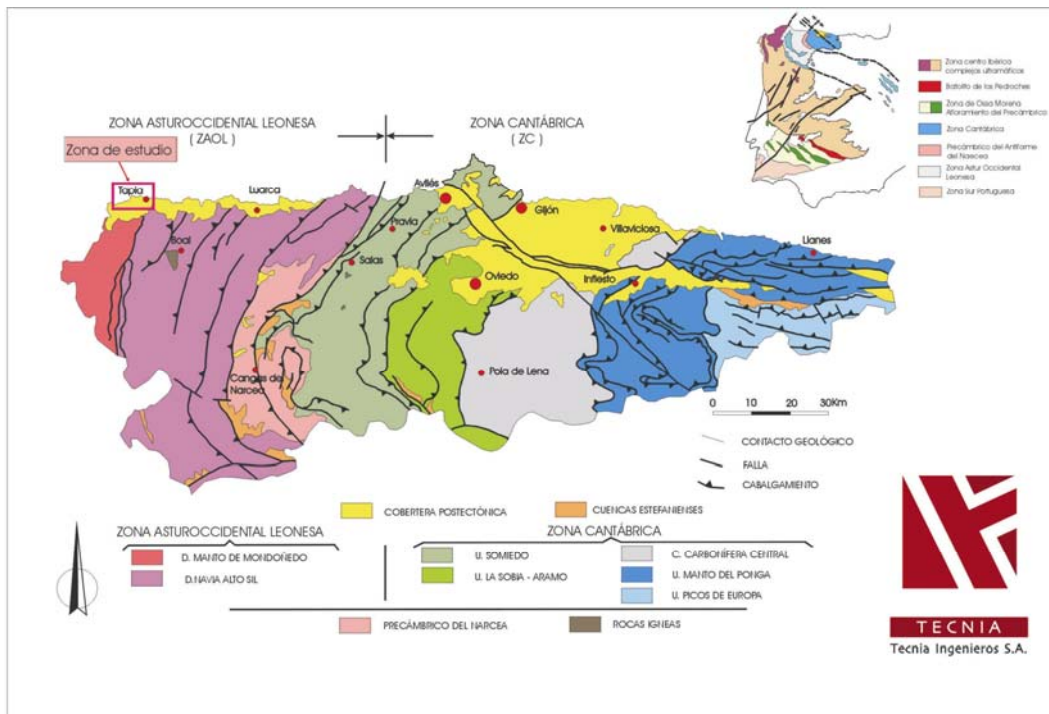 Zona centro Ibérica
complejos ultramáficos
Batolito de los Pedroches
Zona de Ossa Morena
Afloramiento del Precámbrico
Zona Cantábrica
Precámbrico del Antiforme
del Narcea
Zona Astur Occidental
Leonesa
Zona Sur Portuguesa
ZONA ASTUROCCIDENTAL LEONESA
( ZAOL )
ZONA CANTÁBRICA
( ZC )
Zona de estudio
Tapia
Luarca
Avilés
Gijón
Pravia
Villaviciosa
Boal
Salas
Llanes
Oviedo
Infiesto
Cangas de
Narcea
Pola de Lena
0 10 20 30Km
CONTACTO GEOLÓGICO
FALLA
CABALGAMIENTO
COBERTERA POSTECTÓNICA
CUENCAS ESTEFANIENSES
ZONA ASTUROCCIDENTAL LEONESA
ZONA CANTÁBRICA
D. MANTO DE MONDOÑEDO
D.NAVIA ALTO SIL
U. SOMIEDO
U. LA SOBIA - ARAMO
C. CARBONÍFERA CENTRAL
U. MANTO DEL PONGA
U. PICOS DE EUROPA
PRECÁMBRICO DEL NARCEA
ROCAS IGNEAS
TECNIA
Tecnia Ingenieros S.A.